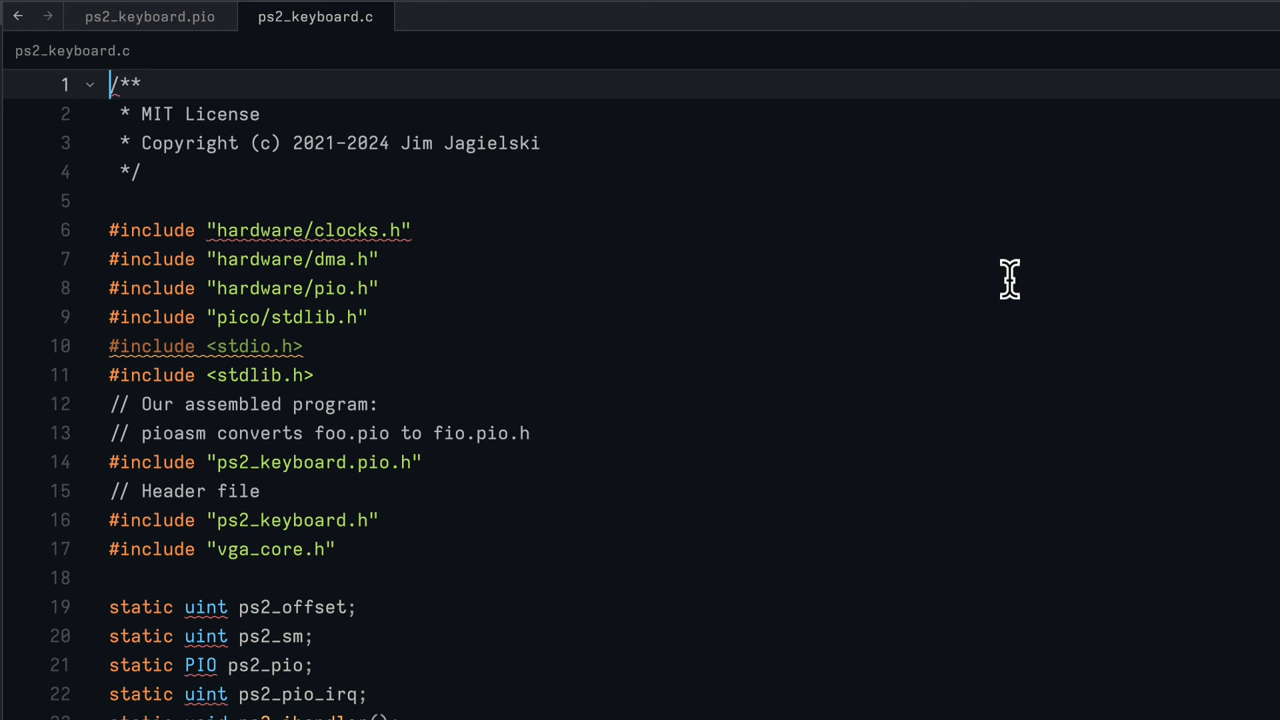 ps2_keyboard.pio ps2_keyboard.c
ps2_keyboard.c
1 /**
2 * MIT License
3 * Copyright (c) 2021-2024 Jim Jagielski
4 */
5
6 #include "hardware/clocks.h"
7 #include "hardware/dma.h"
8 #include "hardware/pio.h"
9 #include "pico/stdlib.h"
10 #include <stdio.h>
11 #include <stdlib.h>
12 // Our assembled program:
13 // pioasm converts foo.pio to fio.pio.h
14 #include "ps2_keyboard.pio.h"
15 // Header file
16 #include "ps2_keyboard.h"
17 #include "vga_core.h"
18
19 static uint ps2_offset;
20 static uint ps2_sm;
21 static PIO ps2_pio;
22 static uint ps2_pio_irq;